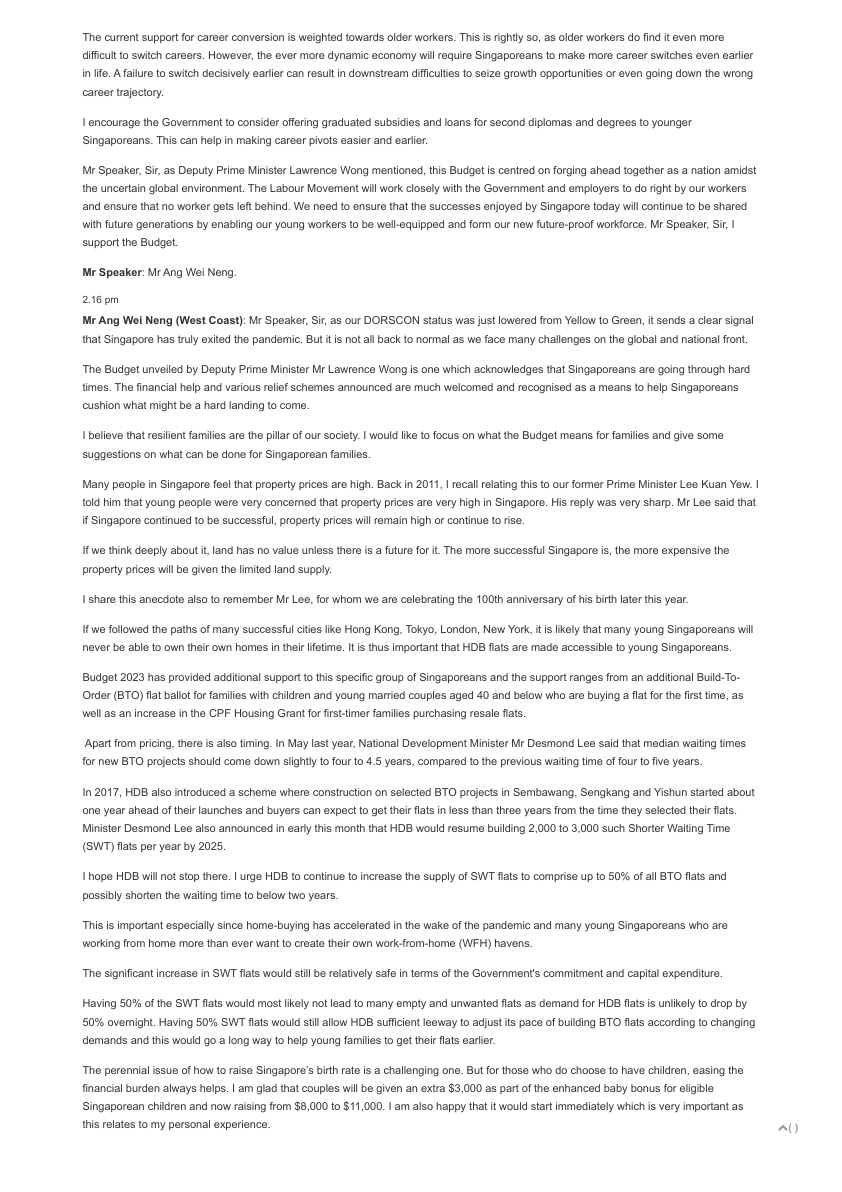 The current support for career conversion is weighted towards older workers. This is rightly so, as older workers do find it even more
difficult to switch careers. However, the ever more dynamic economy will require Singaporeans to make more career switches even earlier
in life. A failure to switch decisively earlier can result in downstream difficulties to seize growth opportunities or even going down the wrong
career trajectory.
I encourage the Government to consider offering graduated subsidies and loans for second diplomas and degrees to younger
Singaporeans. This can help in making career pivots easier and earlier.
Mr Speaker, Sir, as Deputy Prime Minister Lawrence Wong mentioned, this Budget is centred on forging ahead together as a nation amidst
the uncertain global environment. The Labour Movement will work closely with the Government and employers to do right by our workers
and ensure that no worker gets left behind. We need to ensure that the successes enjoyed by Singapore today will continue to be shared
with future generations by enabling our young workers to be well-equipped and form our new future-proof workforce. Mr Speaker, Sir, I
support the Budget.
Mr Speaker: Mr Ang Wei Neng.
2.16 pm
Mr Ang Wei Neng (West Coast): Mr Speaker, Sir, as our DORSCON status was just lowered from Yellow to Green, it sends a clear signal
that Singapore has truly exited the pandemic. But it is not all back to normal as we face many challenges on the global and national front.
The Budget unveiled by Deputy Prime Minister Mr Lawrence Wong is one which acknowledges that Singaporeans are going through hard
times. The financial help and various relief schemes announced are much welcomed and recognised as a means to help Singaporeans
cushion what might be a hard landing to come.
I believe that resilient families are the pillar of our society. I would like to focus on what the Budget means for families and give some
suggestions on what can be done for Singaporean families.
Many people in Singapore feel that property prices are high. Back in 2011, I recall relating this to our former Prime Minister Lee Kuan Yew. I
told him that young people were very concerned that property prices are very high in Singapore. His reply was very sharp. Mr Lee said that
if Singapore continued to be successful, property prices will remain high or continue to rise.
If we think deeply about it, land has no value unless there is a future for it. The more successful Singapore is, the more expensive the
property prices will be given the limited land supply.
I share this anecdote also to remember Mr Lee, for whom we are celebrating the 100th anniversary of his birth later this year.
If we followed the paths of many successful cities like Hong Kong, Tokyo, London, New York, it is likely that many young Singaporeans will
never be able to own their own homes in their lifetime. It is thus important that HDB flats are made accessible to young Singaporeans.
Budget 2023 has provided additional support to this specific group of Singaporeans and the support ranges from an additional Build-To-
Order (BTO) flat ballot for families with children and young married couples aged 40 and below who are buying a flat for the first time, as
well as an increase in the CPF Housing Grant for first-timer families purchasing resale flats.
Apart from pricing, there is also timing. In May last year, National Development Minister Mr Desmond Lee said that median waiting times
for new BTO projects should come down slightly to four to 4.5 years, compared to the previous waiting time of four to five years.
In 2017, HDB also introduced a scheme where construction on selected BTO projects in Sembawang, Sengkang and Yishun started about
one year ahead of their launches and buyers can expect to get their flats in less than three years from the time they selected their flats.
Minister Desmond Lee also announced in early this month that HDB would resume building 2,000 to 3,000 such Shorter Waiting Time
(SWT) flats per year by 2025.
I hope HDB will not stop there. I urge HDB to continue to increase the supply of SWT flats to comprise up to 50% of all BTO flats and
possibly shorten the waiting time to below two years.
This is important especially since home-buying has accelerated in the wake of the pandemic and many young Singaporeans who are
working from home more than ever want to create their own work-from-home (WFH) havens.
The significant increase in SWT flats would still be relatively safe in terms of the Government's commitment and capital expenditure.
Having 50% of the SWT flats would most likely not lead to many empty and unwanted flats as demand for HDB flats is unlikely to drop by
50% overnight. Having 50% SWT flats would still allow HDB sufficient leeway to adjust its pace of building BTO flats according to changing
demands and this would go a long way to help young families to get their flats earlier.
The perennial issue of how to raise Singapore's birth rate is a challenging one. But for those who do choose to have children, easing the
financial burden always helps. I am glad that couples will be given an extra $3,000 as part of the enhanced baby bonus for eligible
Singaporean children and now raising from $8,000 to $11,000. I am also happy that it would start immediately which is very important as
this relates to my personal experience.
( )